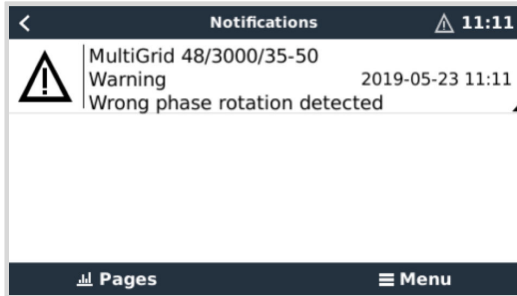 Notifications
11:11
MultiGrid 48/3000/35-50
Warning 2019-05-23 11:11
Wrong phase rotation detected
Pages Menu